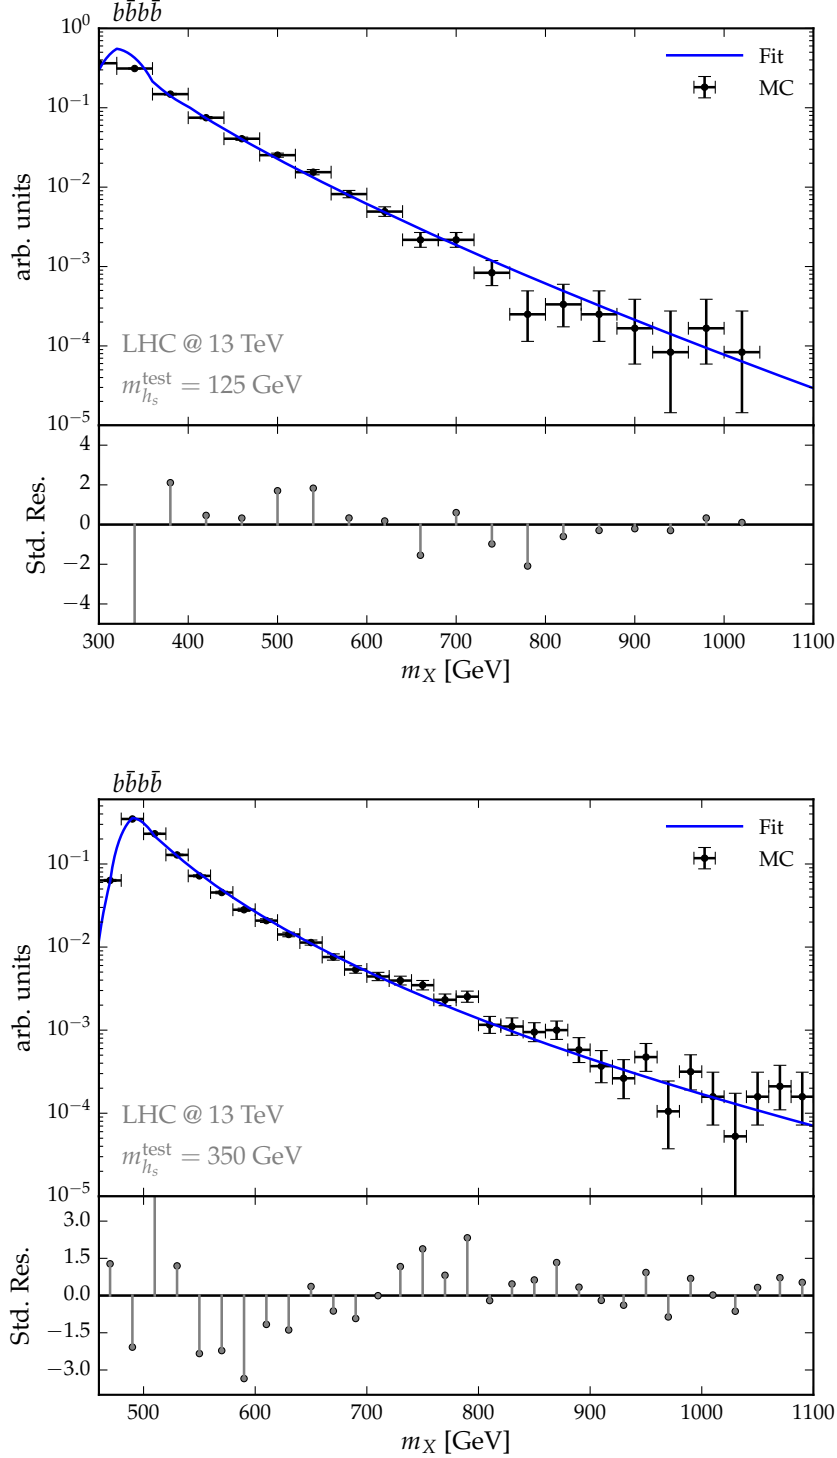 bb̄bb̄
10⁰
10⁻¹
10⁻²
10⁻³
10⁻⁴
10⁻⁵
arb. units
Fit
MC
LHC @ 13 TeV
m_{h_s}^{test} = 125 GeV
4
2
0
−2
−4
Std. Res.
300 400 500 600 700 800 900 1000 1100
m_X [GeV]
bb̄bb̄
10⁻¹
10⁻²
10⁻³
10⁻⁴
10⁻⁵
arb. units
Fit
MC
LHC @ 13 TeV
m_{h_s}^{test} = 350 GeV
3.0
1.5
0.0
−1.5
−3.0
Std. Res.
500 600 700 800 900 1000 1100
m_X [GeV]